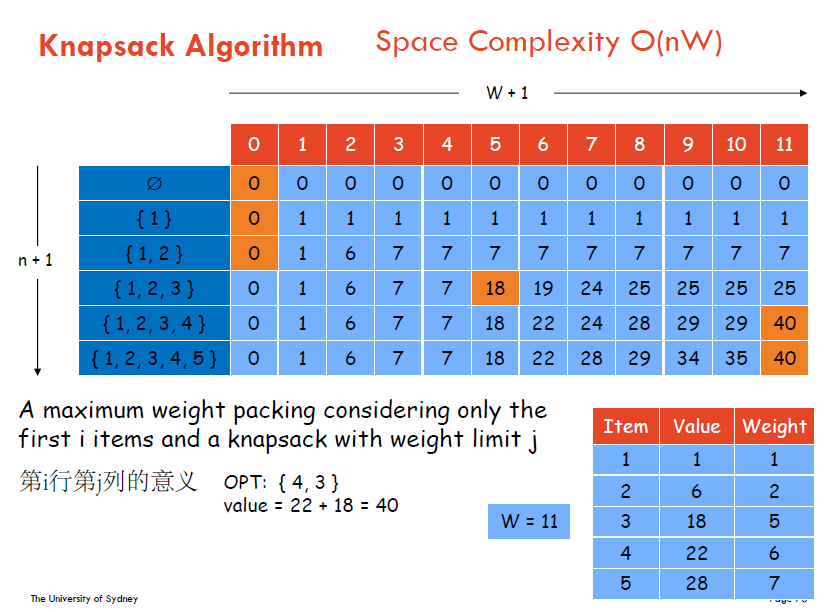 Knapsack Algorithm
Space Complexity O(nW)
W + 1
0 1 2 3 4 5 6 7 8 9 10 11
∅ 0 0 0 0 0 0 0 0 0 0 0 0
{ 1 } 0 1 1 1 1 1 1 1 1 1 1 1
{ 1, 2 } 0 1 6 7 7 7 7 7 7 7 7 7
n + 1
{ 1, 2, 3 } 0 1 6 7 7 18 19 24 25 25 25 25
{ 1, 2, 3, 4 } 0 1 6 7 7 18 22 24 28 29 29 40
{ 1, 2, 3, 4, 5 } 0 1 6 7 7 18 22 28 29 34 35 40
A maximum weight packing considering only the
first i items and a knapsack with weight limit j
第i行第j列的意义
OPT: { 4, 3 }
value = 22 + 18 = 40
W = 11
Item Value Weight
1 1 1
2 6 2
3 18 5
4 22 6
5 28 7
The University of Sydney